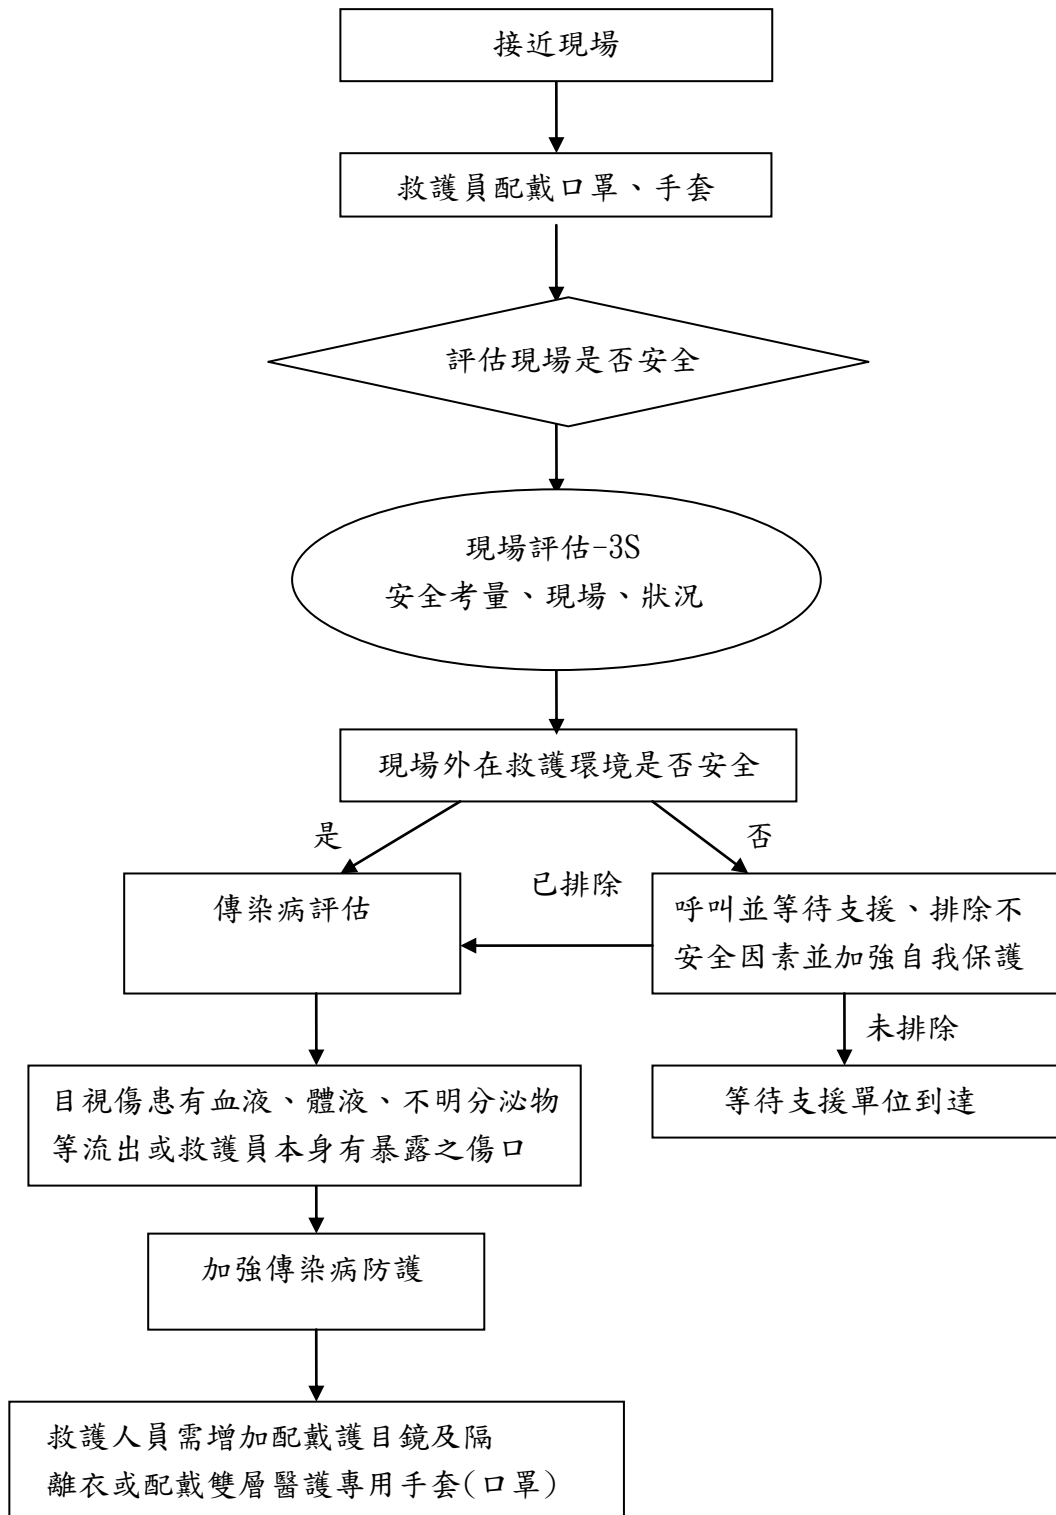 接近現場
救護員配戴口罩、手套
評估現場是否安全
現場評估-3S
安全考量、現場、狀況
現場外在救護環境是否安全
是
否
傳染病評估
已排除
呼叫並等待支援、排除不
安全因素並加強自我保護
未排除
等待支援單位到達
目視傷患有血液、體液、不明分泌物
等流出或救護員本身有暴露之傷口
加強傳染病防護
救護人員需增加配戴護目鏡及隔
離衣或配戴雙層醫護專用手套(口罩)